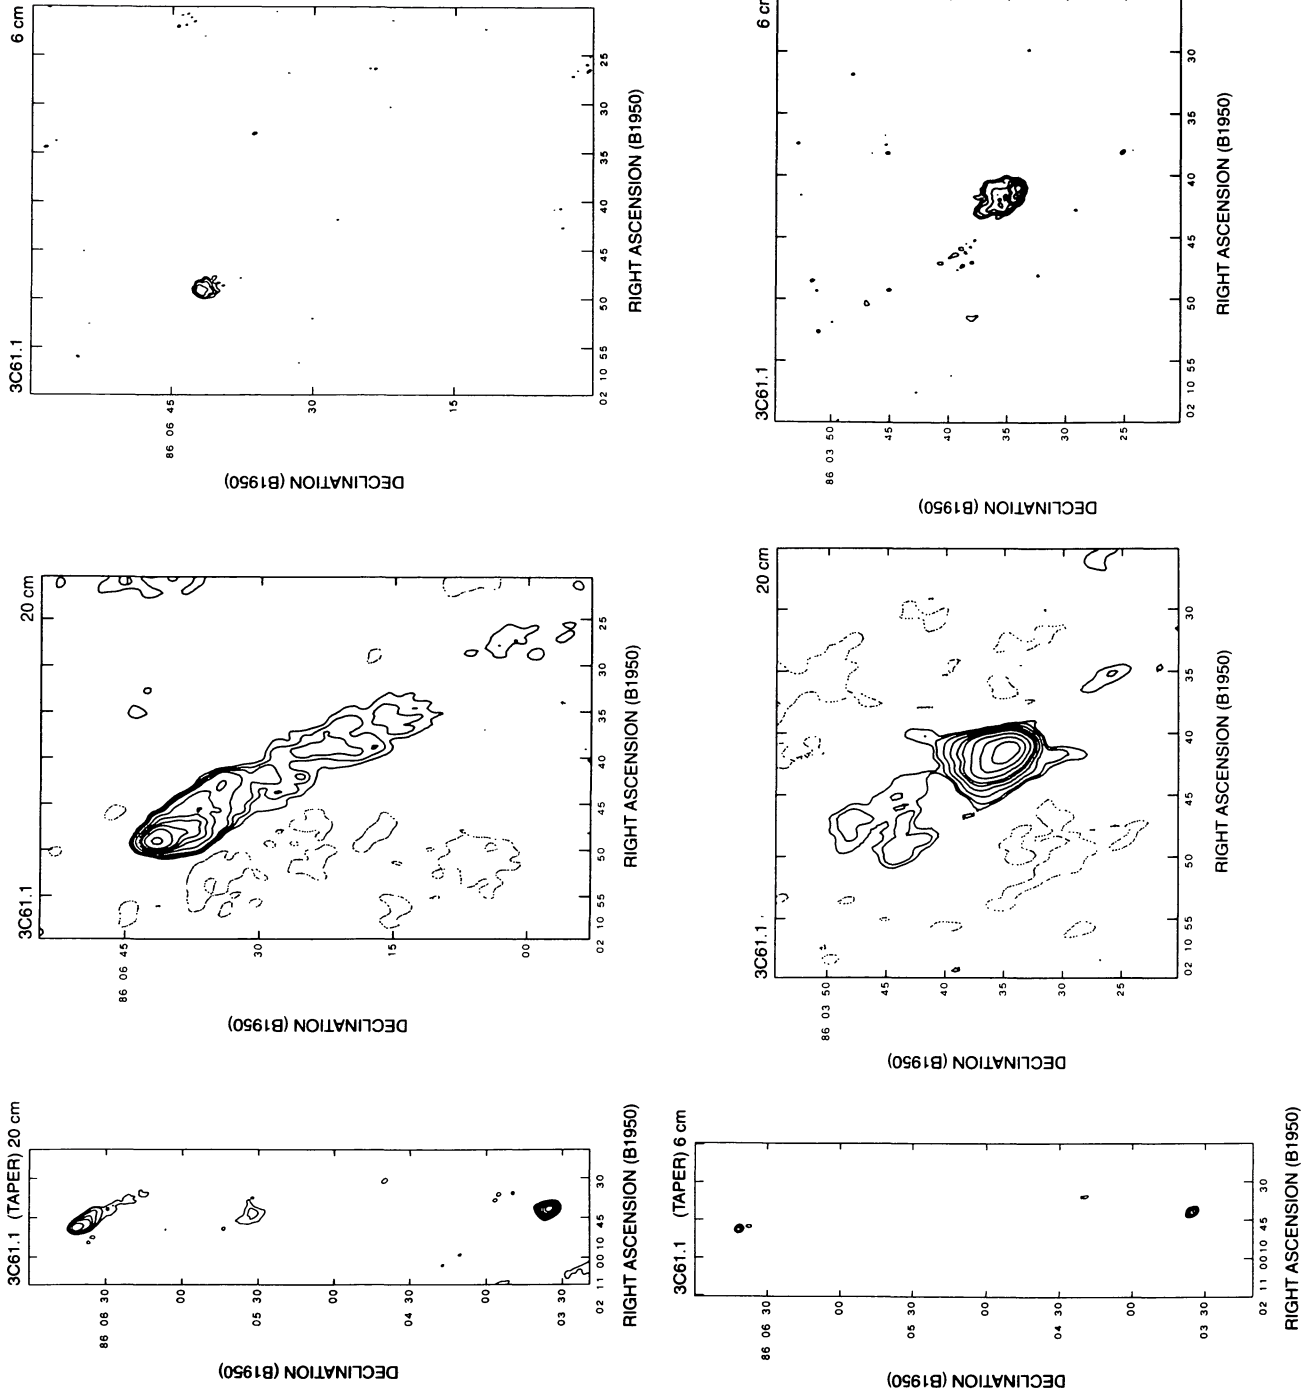 3C61.1
6 cm
86 06 45
30
15
DECLINATION (B1950)
02 10 55
50
45
40
35
30
25
RIGHT ASCENSION (B1950)
3C61.1
6 cm
86 03 50
45
40
35
30
25
DECLINATION (B1950)
02 10 55
50
45
40
35
30
RIGHT ASCENSION (B1950)
3C61.1
20 cm
86 06 45
30
15
00
DECLINATION (B1950)
02 10 55
50
45
40
35
30
25
RIGHT ASCENSION (B1950)
3C61.1
20 cm
86 03 50
45
40
35
30
25
DECLINATION (B1950)
02 10 55
50
45
40
35
30
RIGHT ASCENSION (B1950)
3C61.1 (TAPER) 20 cm
86 06 30
00
05 30
00
04 30
00
03 30
DECLINATION (B1950)
02 11 00
10 45
30
RIGHT ASCENSION (B1950)
3C61.1 (TAPER) 6 cm
86 06 30
00
05 30
00
04 30
00
03 30
DECLINATION (B1950)
02 11 00
10 45
30
RIGHT ASCENSION (B1950)